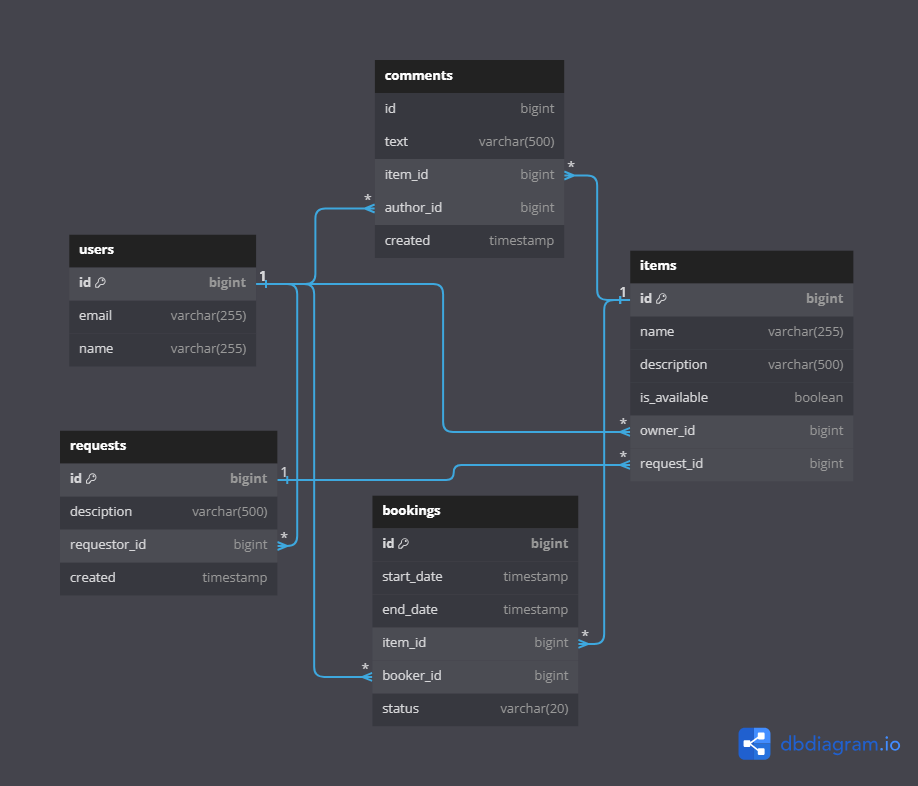 comments
id bigint
text varchar(500)
item_id bigint *
* author_id bigint
created timestamp
users
id bigint 1
email varchar(255)
name varchar(255)
items
1 id bigint
name varchar(255)
description varchar(500)
is_available boolean
* owner_id bigint
* request_id bigint
requests
id bigint 1
desciption varchar(500)
requestor_id bigint *
created timestamp
bookings
id bigint
start_date timestamp
end_date timestamp
item_id bigint *
* booker_id bigint
status varchar(20)
dbdiagram.io